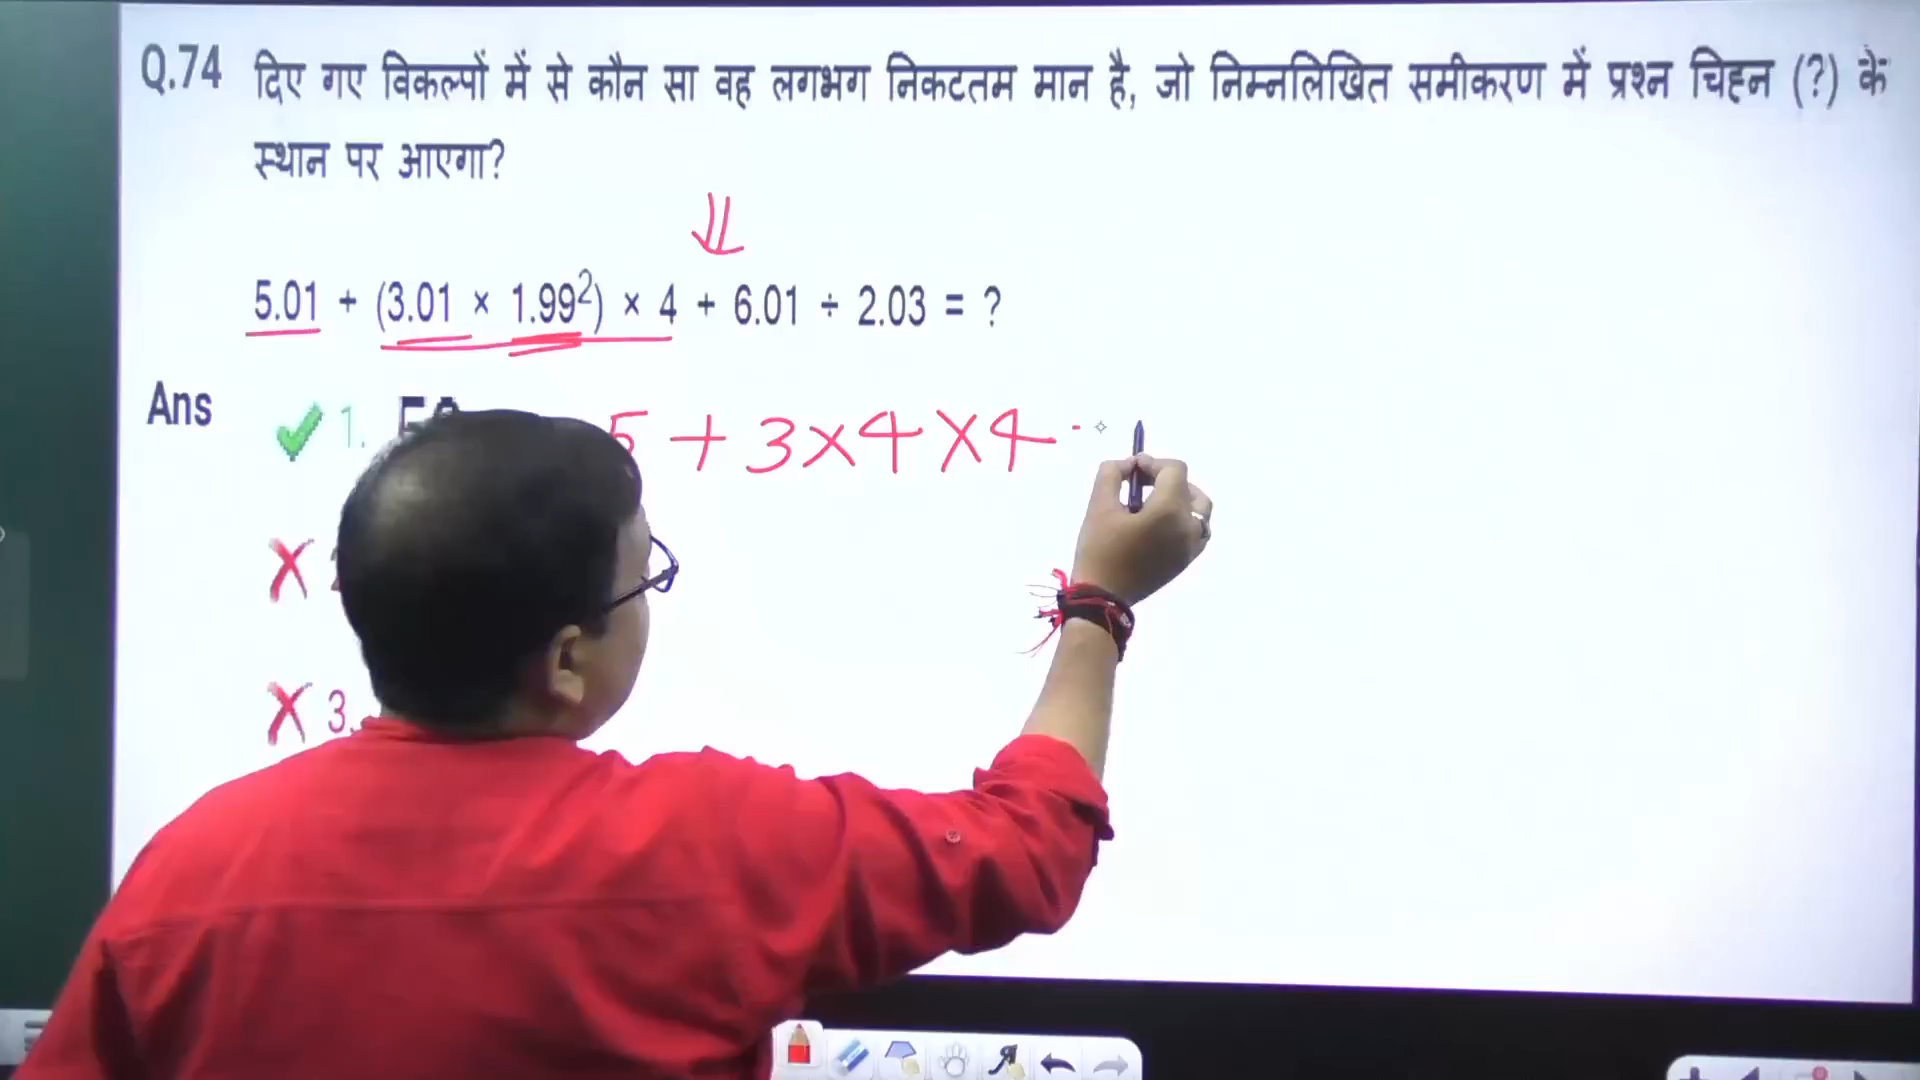 Q.74 दिए गए विकल्पों में से कौन सा वह लगभग निकटतम मान है, जो निम्नलिखित समीकरण में प्रश्न चिह्न (?) के
स्थान पर आएगा?
5.01 + (3.01 × 1.99²) × 4 + 6.01 ÷ 2.03 = ?
Ans 1.
5 + 3 × 4 × 4
3.